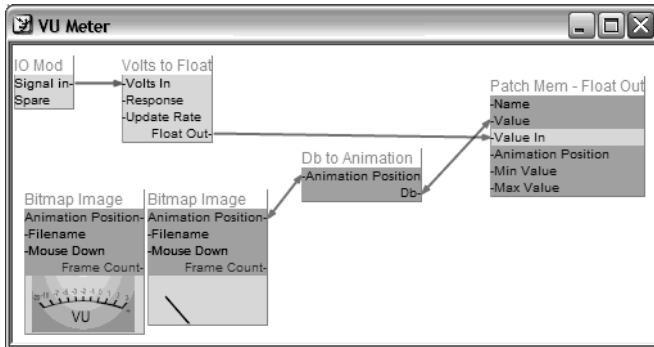 VU Meter
IO Mod
Signal in-
Spare
Volts to Float
-Volts In
-Response
-Update Rate
Float Out-
Patch Mem - Float Out
-Name
-Value
-Value In
-Animation Position
-Min Value
-Max Value
Db to Animation
-Animation Position
Db-
Bitmap Image
Animation Position-
-Filename
-Mouse Down
Frame Count-
VU
Bitmap Image
Animation Position-
-Filename
-Mouse Down
Frame Count-